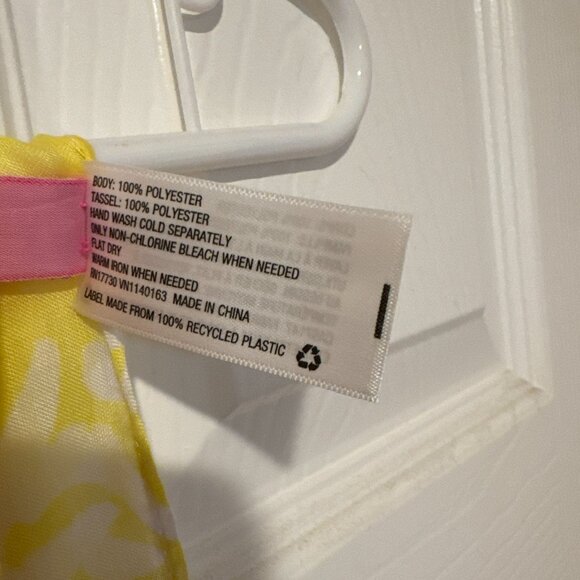 BODY: 100% POLYESTER
TASSEL: 100% POLYESTER
HAND WASH COLD SEPARATELY
ONLY NON-CHLORINE BLEACH WHEN NEEDED
FLAT DRY
WARM IRON WHEN NEEDED
RN17730 VN1140163 MADE IN CHINA
LABEL MADE FROM 100% RECYCLED PLASTIC